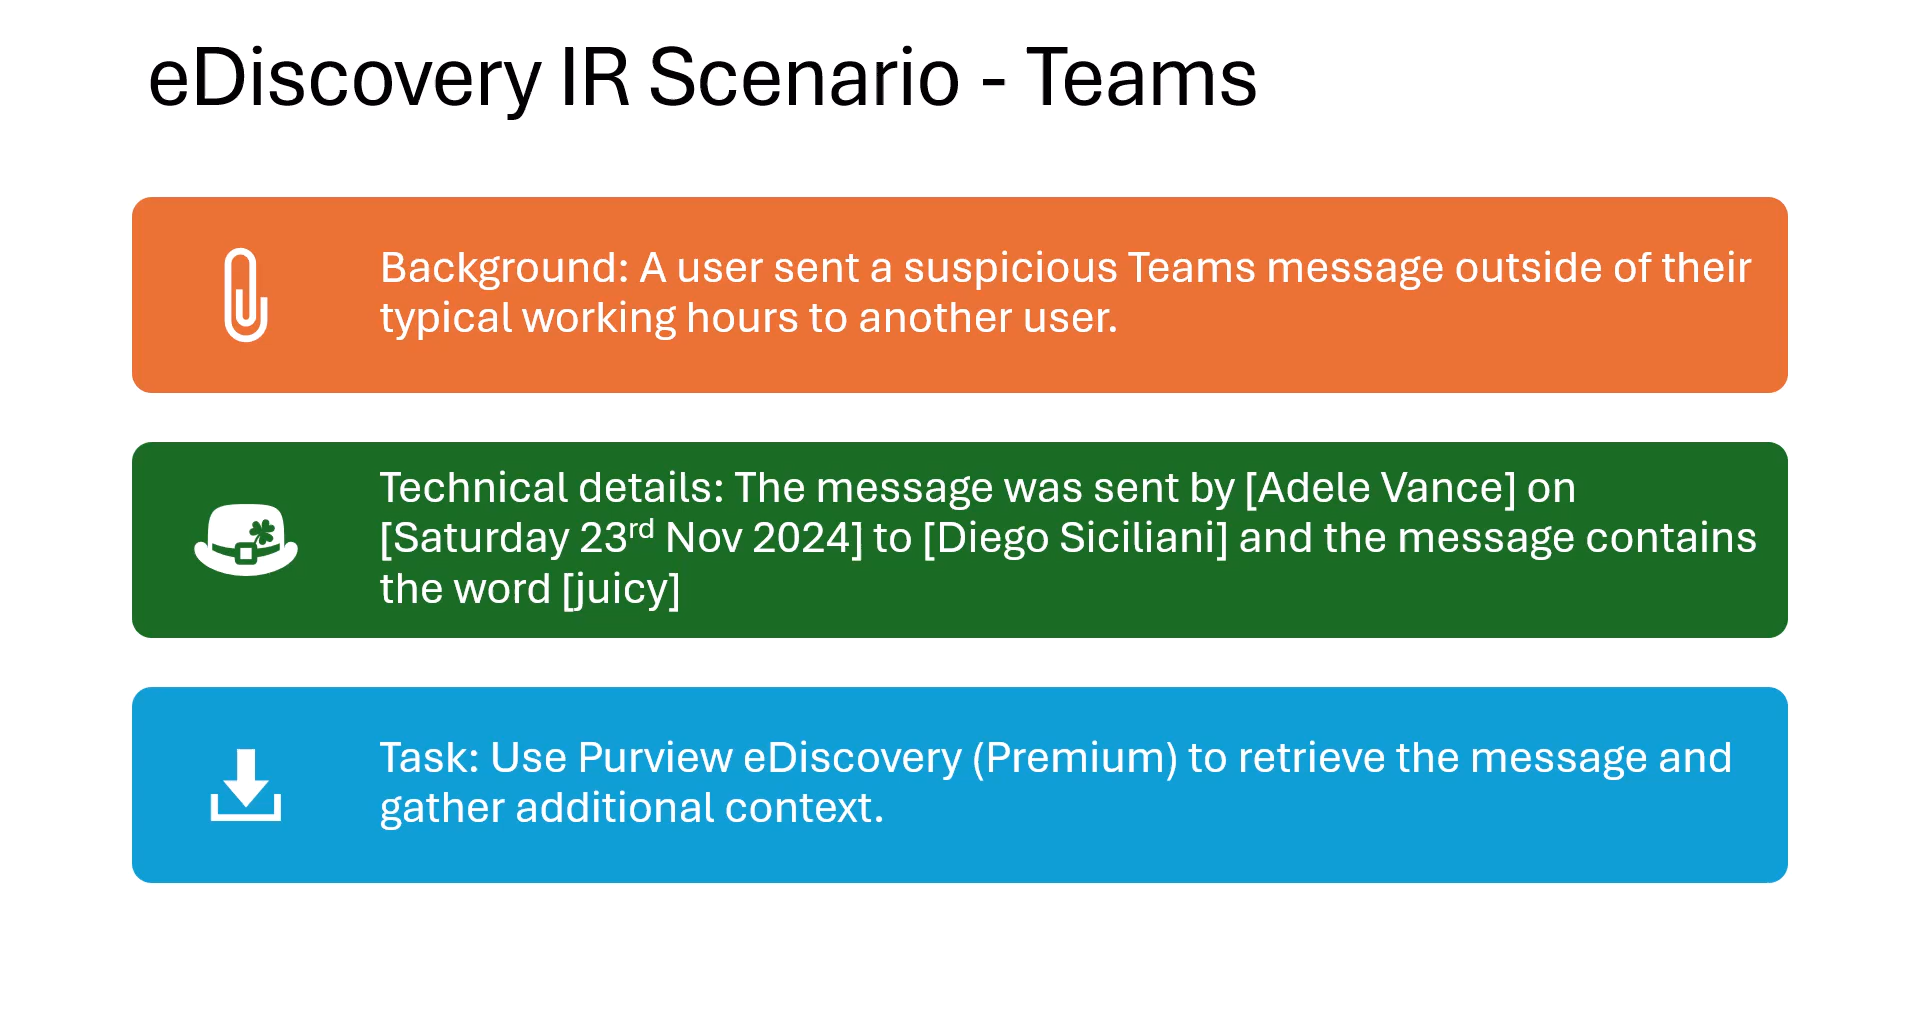 eDiscovery IR Scenario - Teams
Background: A user sent a suspicious Teams message outside of their
typical working hours to another user.
Technical details: The message was sent by [Adele Vance] on
[Saturday 23rd Nov 2024] to [Diego Siciliani] and the message contains
the word [juicy]
Task: Use Purview eDiscovery (Premium) to retrieve the message and
gather additional context.